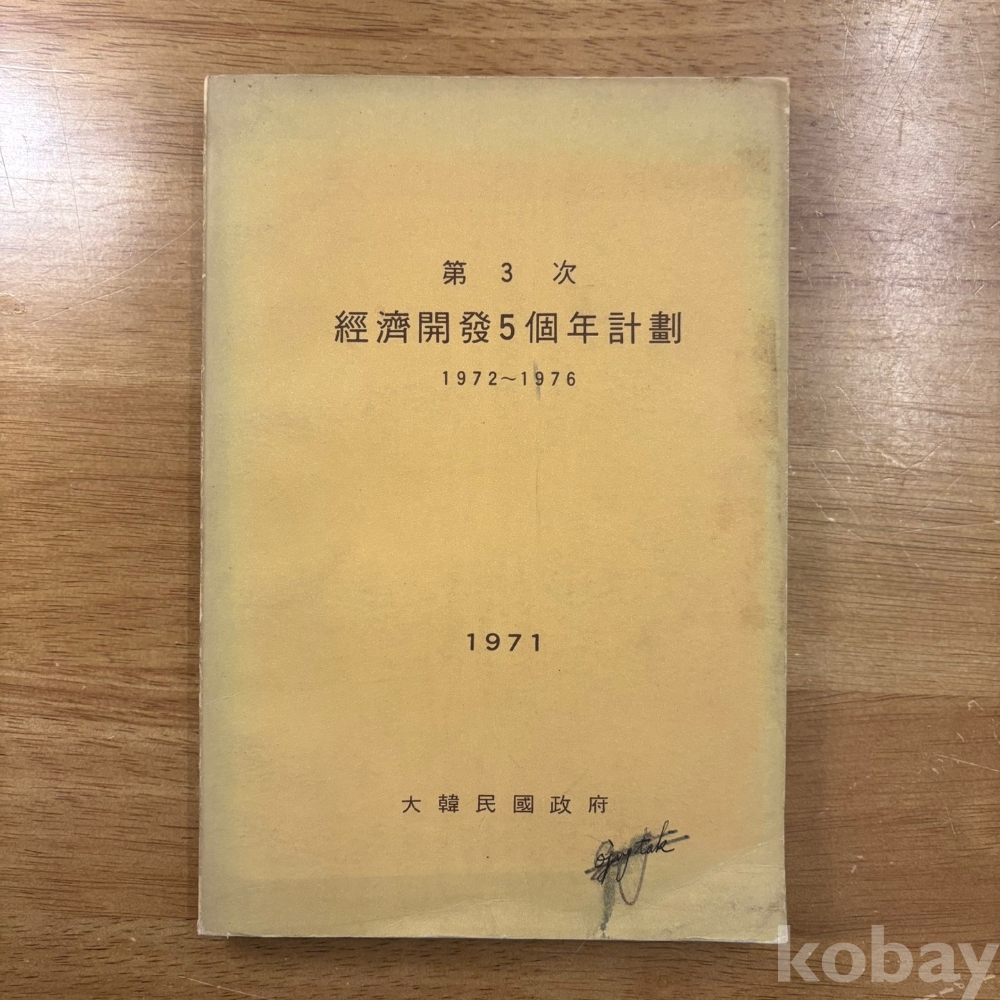 第 3 次
經濟開發5個年計劃
1972~1976
1971
大韓民國政府
kobay